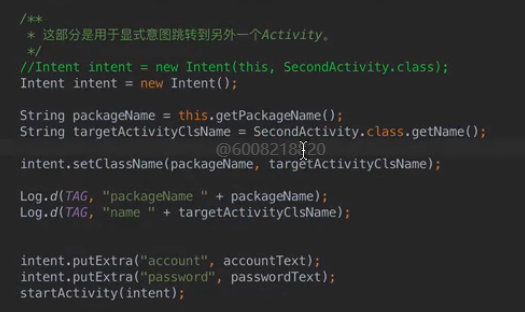 /**
* 这部分是用于显式意图跳转到另外一个Activity。
*/
//Intent intent = new Intent(this, SecondActivity.class);
Intent intent = new Intent();
String packageName = this.getPackageName();
String targetActivityClsName = SecondActivity.class.getName();
intent.setClassName(packageName, targetActivityClsName);
Log.d(TAG, "packageName " + packageName);
Log.d(TAG, "name " + targetActivityClsName);
intent.putExtra("account", accountText);
intent.putExtra("password", passwordText);
startActivity(intent);